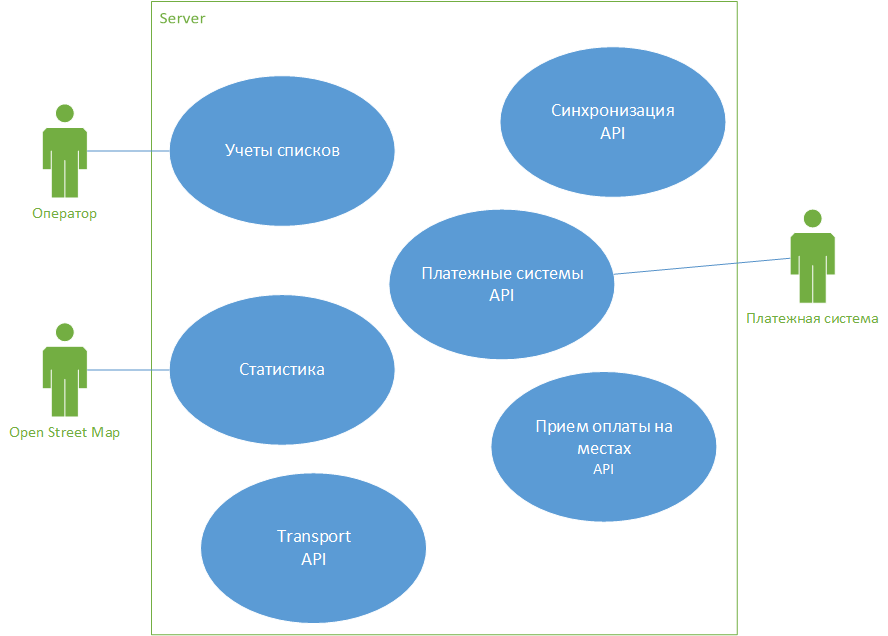 Server
Синхронизация
API
Учеты списков
Оператор
Платежные системы
API
Платежная система
Статистика
Open Street Map
Прием оплаты на
местах
API
Transport
API